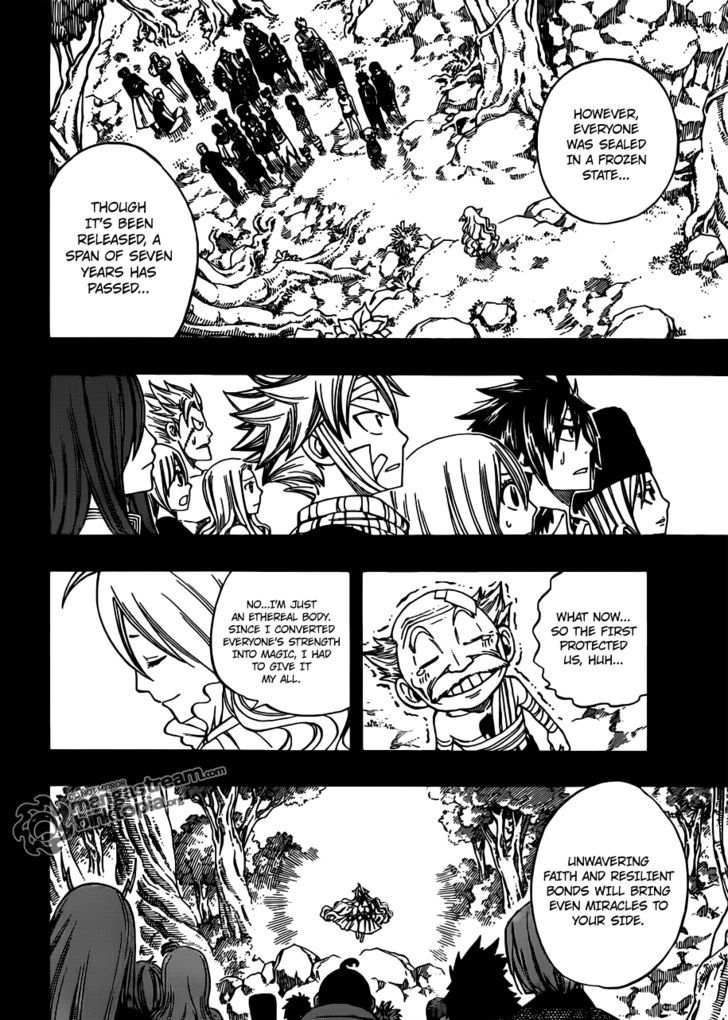 HOWEVER,
EVERYONE
WAS SEALED
IN A FROZEN
STATE...
THOUGH
IT'S BEEN
RELEASED, A
SPAN OF SEVEN
YEARS HAS
PASSED...
WHAT NOW...
SO THE FIRST
PROTECTED
US, HUH...
NO...I'M JUST
AN ETHEREAL BODY.
SINCE I CONVERTED
EVERYONE'S STRENGTH
INTO MAGIC, I HAD
TO GIVE IT
MY ALL.
mangastream.com
binktopia.org
UNWAVERING
FAITH AND RESILIENT
BONDS WILL BRING
EVEN MIRACLES TO
YOUR SIDE.